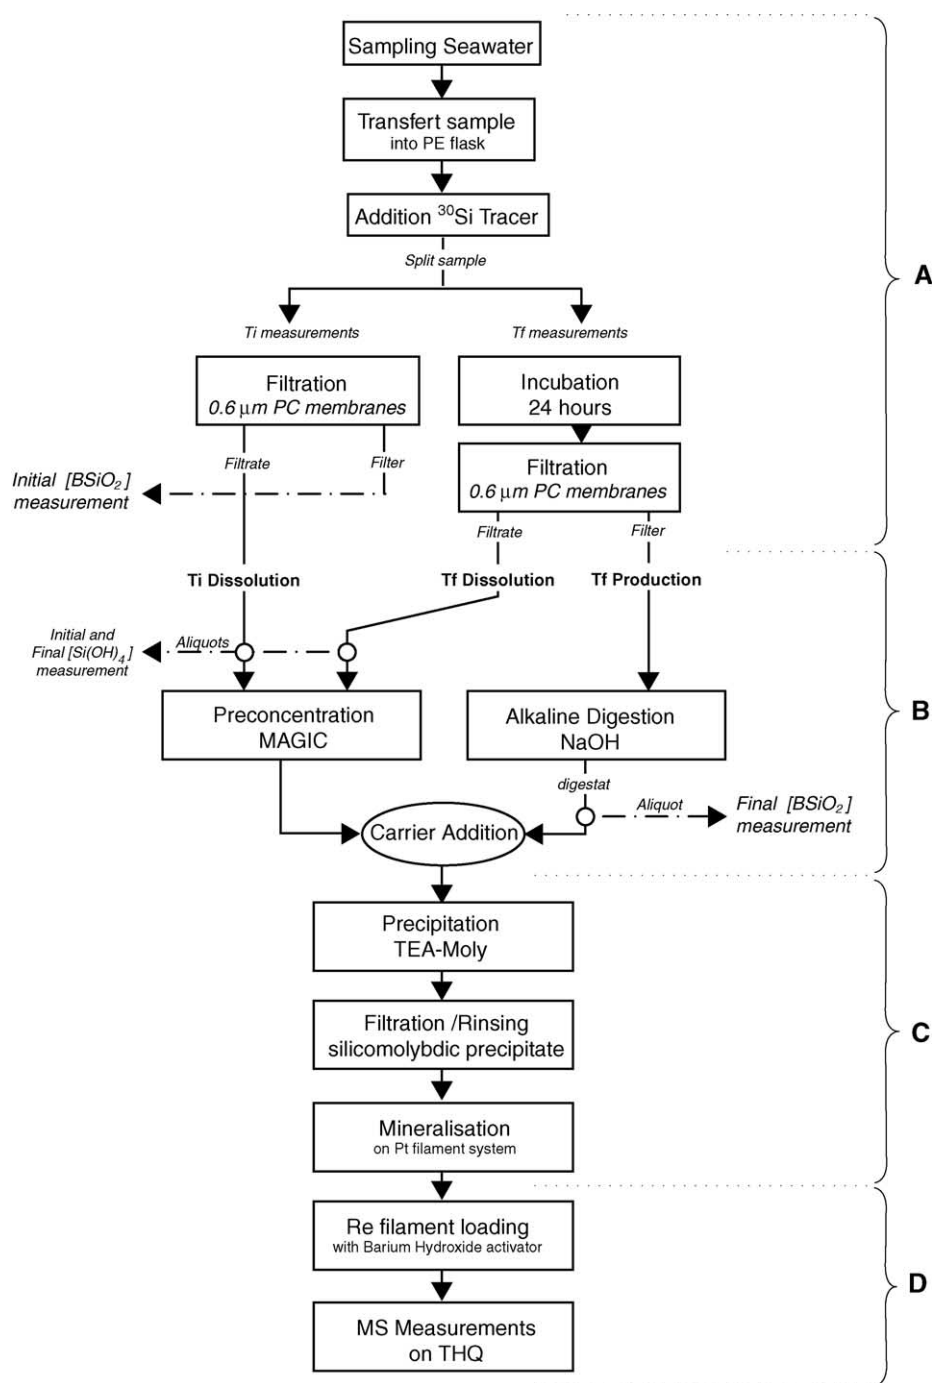 Sampling Seawater
Transfert sample
into PE flask
Addition ³⁰Si Tracer
Split sample
A
Ti measurements
Tf measurements
Filtration
0.6 µm PC membranes
Incubation
24 hours
Filtrate
Filter
Initial [BSiO₂]
measurement
Filtration
0.6 µm PC membranes
Filtrate
Filter
Ti Dissolution
Tf Dissolution
Tf Production
Initial and
Final [Si(OH)₄]
measurement
Aliquots
Preconcentration
MAGIC
Alkaline Digestion
NaOH
B
digestat
Aliquot
Final [BSiO₂]
measurement
Carrier Addition
Precipitation
TEA-Moly
Filtration /Rinsing
silicomolybdic precipitate
C
Mineralisation
on Pt filament system
Re filament loading
with Barium Hydroxide activator
D
MS Measurements
on THQ